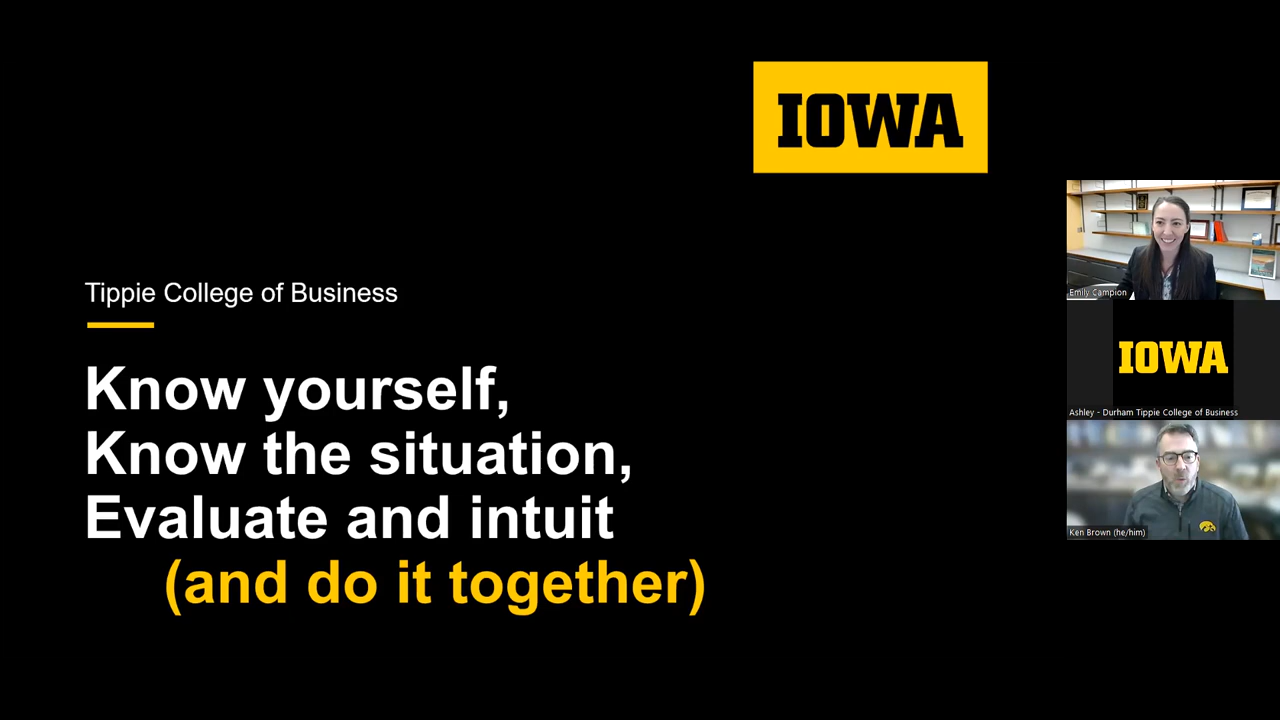 IOWA
Tippie College of Business
Know yourself,
Know the situation,
Evaluate and intuit
(and do it together)
Emily Campion
IOWA
Ashley - Durham Tippie College of Business
Ken Brown (he/him)